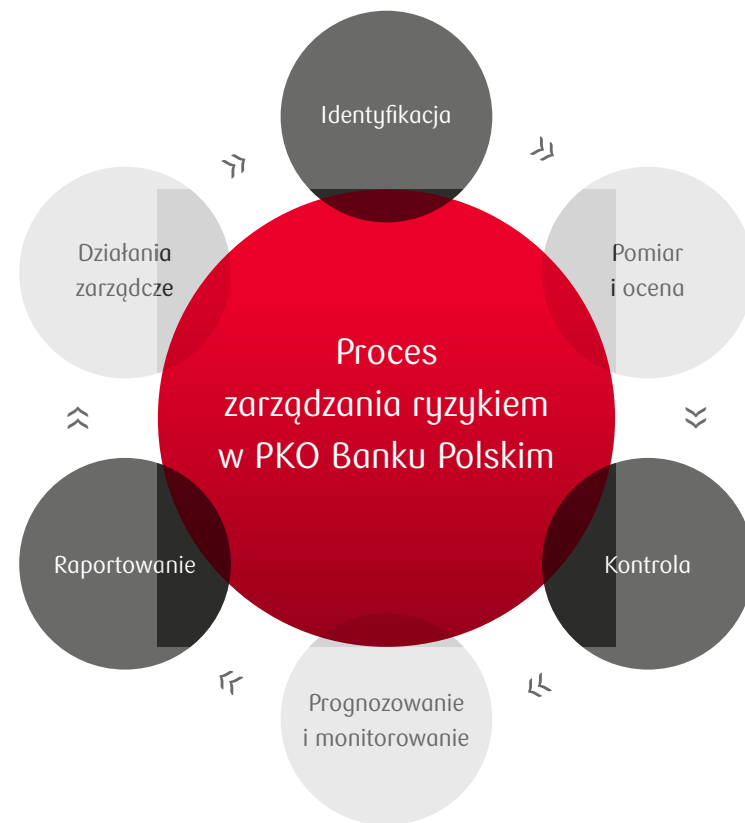 Identyfikacja
Pomiar
i ocena
Kontrola
Prognozowanie
i monitorowanie
Raportowanie
Działania
zarządcze
Proces
zarządzania ryzykiem
w PKO Banku Polskim